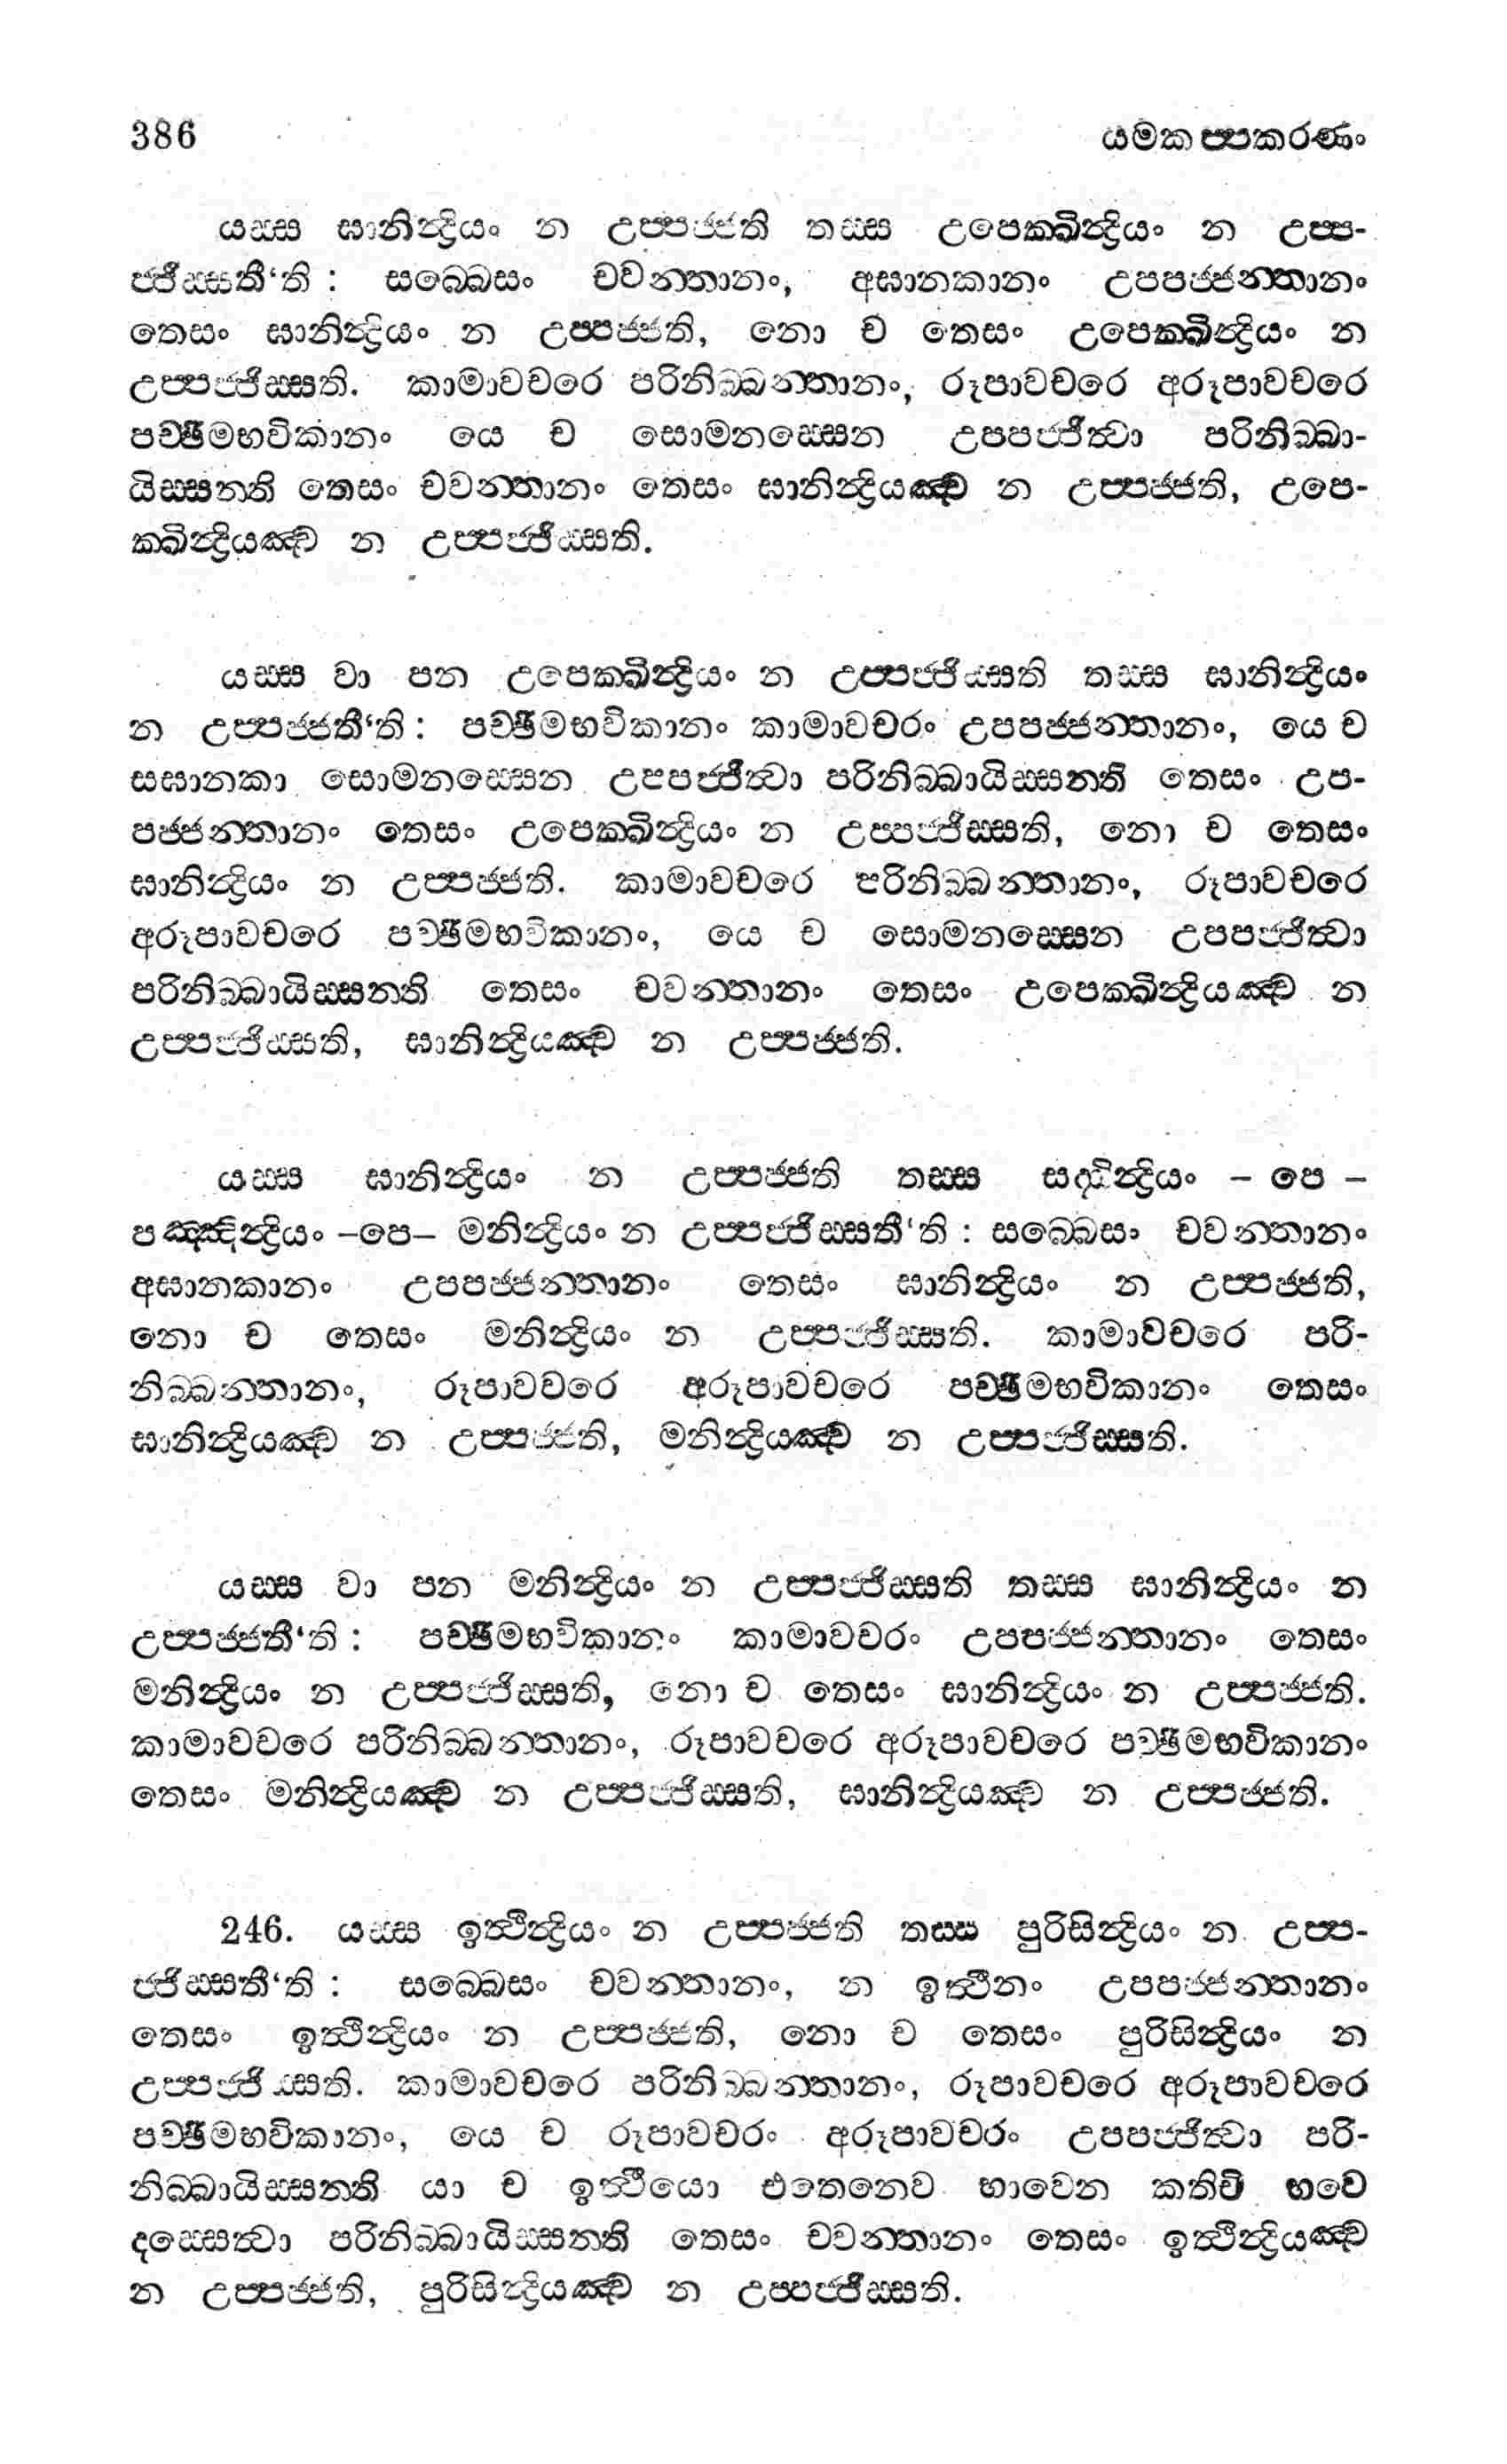 386 යමකප්පකරණං
යස්ස ඝානින්ද්‍රියං න උප්පජ්ජති තස්ස උපෙක්ඛින්ද්‍රියං න උප්ප-
ජ්ජිස්සතී‘ති : සබ්බෙසං චවන්තානං, අඝානකානං උපපජ්ජන්තානං
තෙසං ඝානින්ද්‍රියං න උප්පජ්ජති, නො ච තෙසං උපෙක්ඛින්ද්‍රියං න
උප්පජ්ජිස්සති. කාමාවචරෙ පරිනිබ්බන්තානං, රූපාවචරෙ අරූපාවචරෙ
පච්ඡිමභවිකානං යෙ ච සොමනස්සෙන උපපජ්ජිත්වා පරිනිබ්බා-
යිස්සන්ති තෙසං චවන්තානං තෙසං ඝානින්ද්‍රියඤ්ච න උප්පජ්ජති, උපෙ-
ක්ඛින්ද්‍රියඤ්ච න උප්පජ්ජිස්සති.
යස්ස වා පන උපෙක්ඛින්ද්‍රියං න උප්පජ්ජිස්සති තස්ස ඝානින්ද්‍රියං
න උප්පජ්ජතී‘ති : පච්ඡිමභවිකානං කාමාවචරං උපපජ්ජන්තානං, යෙ ච
සඝානකා සොමනස්සෙන උපපජ්ජිත්වා පරිනිබ්බායිස්සන්ති තෙසං උප-
පජ්ජන්තානං තෙසං උපෙක්ඛින්ද්‍රියං න උප්පජ්ජිස්සති, නො ච තෙසං
ඝානින්ද්‍රියං න උප්පජ්ජති. කාමාවචරෙ පරිනිබ්බන්තානං, රූපාවචරෙ
අරූපාවචරෙ පච්ඡිමභවිකානං, යෙ ච සොමනස්සෙන උපපජ්ජිත්වා
පරිනිබ්බායිස්සන්ති තෙසං චවන්තානං තෙසං උපෙක්ඛින්ද්‍රියඤ්ච න
උප්පජ්ජිස්සති, ඝානින්ද්‍රියඤ්ච න උප්පජ්ජති.
යස්ස ඝානින්ද්‍රියං න උප්පජ්ජති තස්ස සද්ධින්ද්‍රියං – පෙ –
පඤ්ඤින්ද්‍රියං –පෙ– මනින්ද්‍රියං න උප්පජ්ජිස්සතී‘ති : සබ්බෙසං චවන්තානං
අඝානකානං උපපජ්ජන්තානං තෙසං ඝානින්ද්‍රියං න උප්පජ්ජති,
නො ච තෙසං මනින්ද්‍රියං න උප්පජ්ජිස්සති. කාමාවචරෙ පරි-
නිබ්බන්තානං, රූපාවචරෙ අරූපාවචරෙ පච්ඡිමභවිකානං තෙසං
ඝානින්ද්‍රියඤ්ච න උප්පජ්ජති, මනින්ද්‍රියඤ්ච න උප්පජ්ජිස්සති.
යස්ස වා පන මනින්ද්‍රියං න උප්පජ්ජිස්සති තස්ස ඝානින්ද්‍රියං න
උප්පජ්ජතී‘ති : පච්ඡිමභවිකානං කාමාවචරං උපපජ්ජන්තානං තෙසං
මනින්ද්‍රියං න උප්පජ්ජිස්සති, නො ච තෙසං ඝානින්ද්‍රියං න උප්පජ්ජති.
කාමාවචරෙ පරිනිබ්බන්තානං, රූපාවචරෙ අරූපාවචරෙ පච්ඡිමභවිකානං
තෙසං මනින්ද්‍රියඤ්ච න උප්පජ්ජිස්සති, ඝානින්ද්‍රියඤ්ච න උප්පජ්ජති.
246. යස්ස ඉත්ථින්ද්‍රියං න උප්පජ්ජති තස්ස පුරිසින්ද්‍රියං න උප්ප-
ජ්ජිස්සතී‘ති : සබ්බෙසං චවන්තානං, න ඉත්ථීනං උපපජ්ජන්තානං
තෙසං ඉත්ථින්ද්‍රියං න උප්පජ්ජති, නො ච තෙසං පුරිසින්ද්‍රියං න
උප්පජ්ජිස්සති. කාමාවචරෙ පරිනිබ්බන්තානං, රූපාවචරෙ අරූපාවචරෙ
පච්ඡිමභවිකානං, යෙ ච රූපාවචරං අරූපාවචරං උපපජ්ජිත්වා පරි-
නිබ්බායිස්සන්ති යා ච ඉත්ථියො එතෙනෙව භාවෙන කතිචි භවෙ
දස්සෙත්වා පරිනිබ්බායිස්සන්ති තෙසං චවන්තානං තෙසං ඉත්ථින්ද්‍රියඤ්ච
න උප්පජ්ජති, පුරිසින්ද්‍රියඤ්ච න උප්පජ්ජිස්සති.